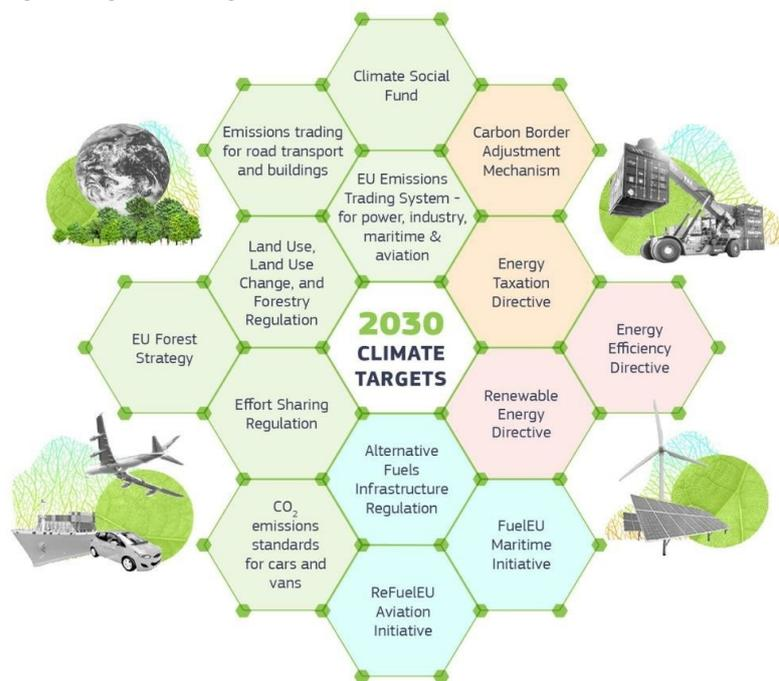 Climate Social
Fund
Emissions trading
for road transport
and buildings
Carbon Border
Adjustment
Mechanism
EU Emissions
Trading System -
for power, industry,
maritime &
aviation
Land Use,
Land Use
Change, and
Forestry
Regulation
Energy
Taxation
Directive
EU Forest
Strategy
2030
CLIMATE
TARGETS
Energy
Efficiency
Directive
Effort Sharing
Regulation
Renewable
Energy
Directive
Alternative
Fuels
Infrastructure
Regulation
CO₂
emissions
standards
for cars and
vans
FuelEU
Maritime
Initiative
ReFuelEU
Aviation
Initiative